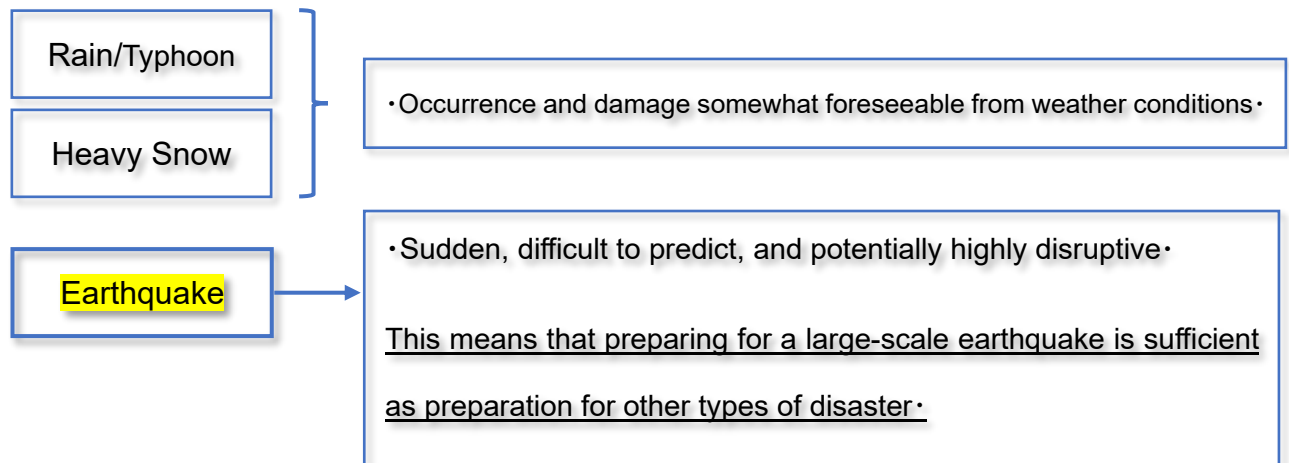 Rain/Typhoon
Heavy Snow
・Occurrence and damage somewhat foreseeable from weather conditions・
Earthquake
・Sudden, difficult to predict, and potentially highly disruptive・
This means that preparing for a large-scale earthquake is sufficient
as preparation for other types of disaster・